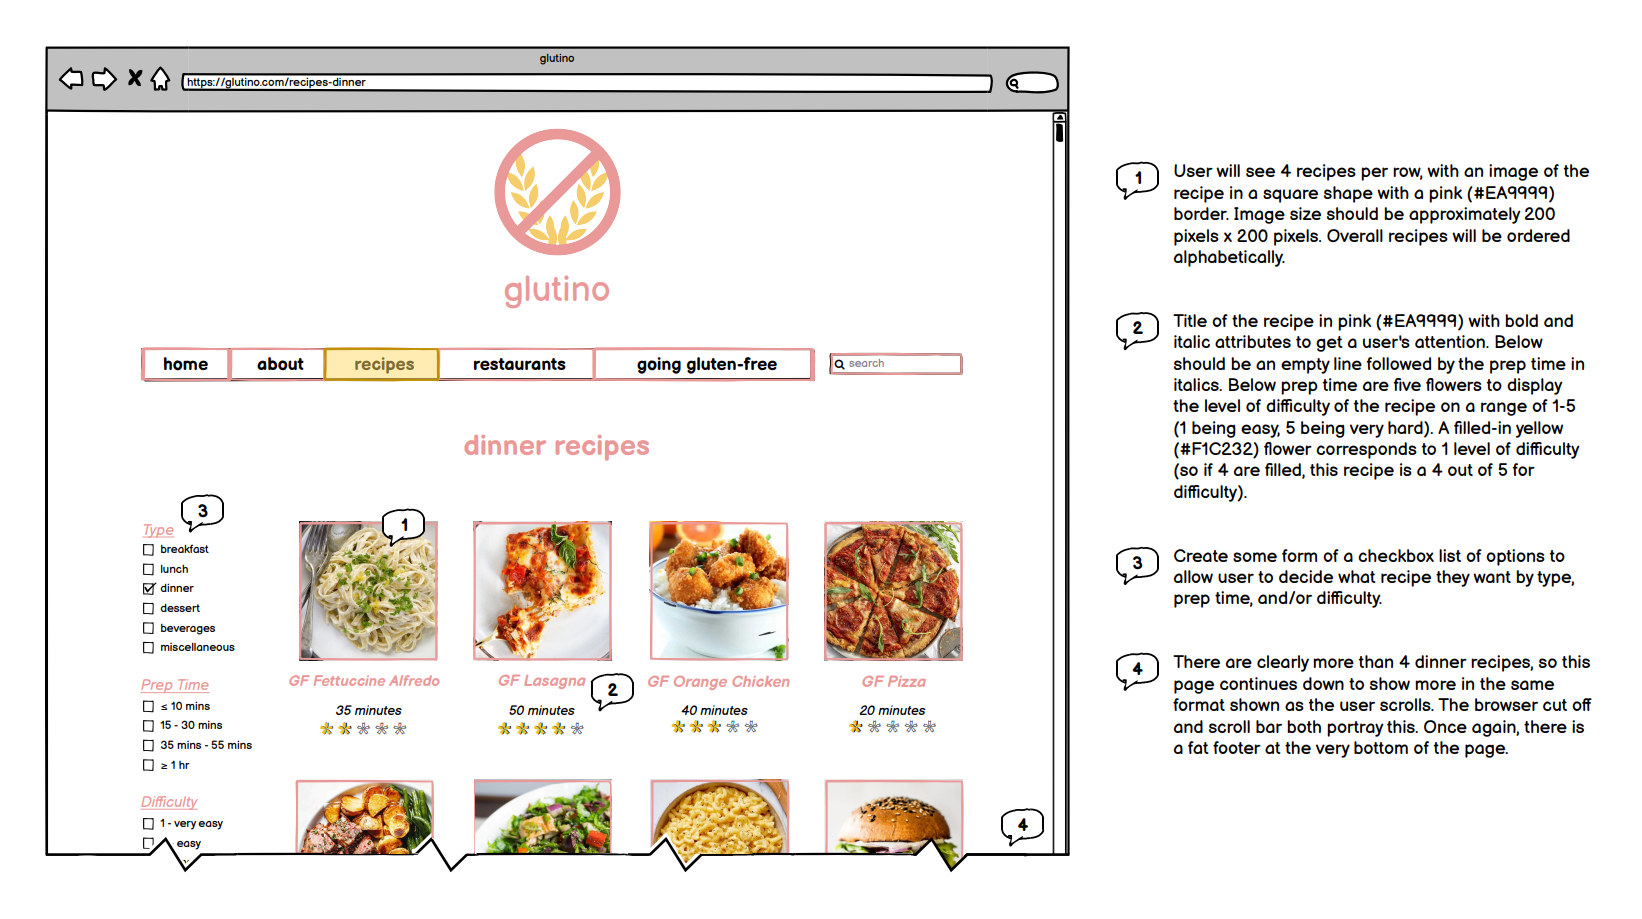 glutino
https://glutino.com/recipes-dinner
glutino
home
about
recipes
restaurants
going gluten-free
search
dinner recipes
3
Type
breakfast
lunch
dinner
dessert
beverages
miscellaneous
Prep Time
≤ 10 mins
15 - 30 mins
35 mins - 55 mins
≥ 1 hr
Difficulty
1 - very easy
easy
1
GF Fettuccine Alfredo
35 minutes
GF Lasagna
2
50 minutes
GF Orange Chicken
40 minutes
GF Pizza
20 minutes
4
1
User will see 4 recipes per row, with an image of the
recipe in a square shape with a pink (#EA9999)
border. Image size should be approximately 200
pixels x 200 pixels. Overall recipes will be ordered
alphabetically.
2
Title of the recipe in pink (#EA9999) with bold and
italic attributes to get a user's attention. Below
should be an empty line followed by the prep time in
italics. Below prep time are five flowers to display
the level of difficulty of the recipe on a range of 1-5
(1 being easy, 5 being very hard). A filled-in yellow
(#F1C232) flower corresponds to 1 level of difficulty
(so if 4 are filled, this recipe is a 4 out of 5 for
difficulty).
3
Create some form of a checkbox list of options to
allow user to decide what recipe they want by type,
prep time, and/or difficulty.
4
There are clearly more than 4 dinner recipes, so this
page continues down to show more in the same
format shown as the user scrolls. The browser cut off
and scroll bar both portray this. Once again, there is
a fat footer at the very bottom of the page.